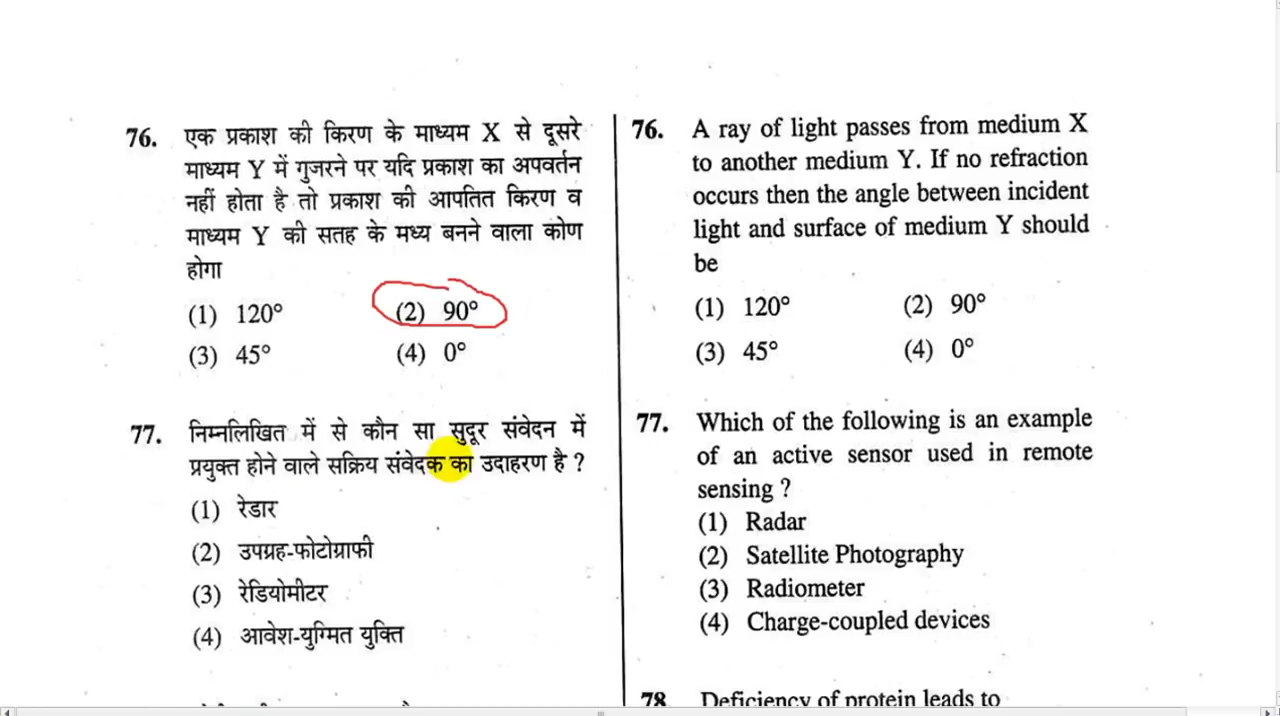 76. एक प्रकाश की किरण के माध्यम X से दूसरे
माध्यम Y में गुजरने पर यदि प्रकाश का अपवर्तन
नहीं होता है तो प्रकाश की आपतित किरण व
माध्यम Y की सतह के मध्य बनने वाला कोण
होगा
(1) 120° (2) 90°
(3) 45° (4) 0°
77. निम्नलिखित में से कौन सा सुदूर संवेदन में
प्रयुक्त होने वाले सक्रिय संवेदक का उदाहरण है ?
(1) रेडार
(2) उपग्रह-फोटोग्राफी
(3) रेडियोमीटर
(4) आवेश-युग्मित युक्ति
76. A ray of light passes from medium X
to another medium Y. If no refraction
occurs then the angle between incident
light and surface of medium Y should
be
(1) 120° (2) 90°
(3) 45° (4) 0°
77. Which of the following is an example
of an active sensor used in remote
sensing ?
(1) Radar
(2) Satellite Photography
(3) Radiometer
(4) Charge-coupled devices
78 Deficiency of protein leads to